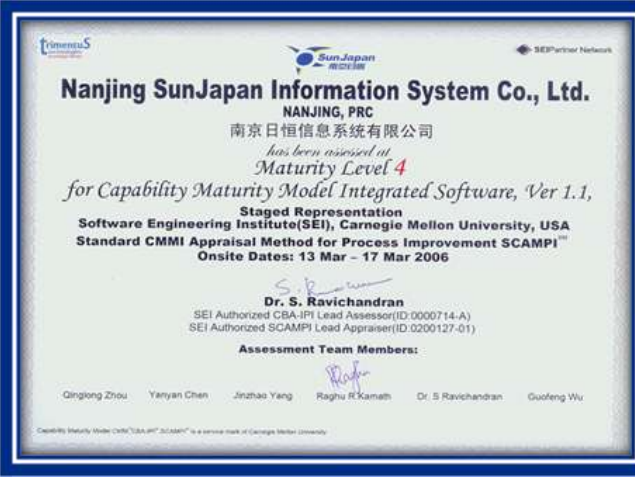 trimentuS
SunJapan
南京日恒
SEIPartner Network
Nanjing SunJapan Information System Co., Ltd.
NANJING, PRC
南京日恒信息系统有限公司
has been assessed at
Maturity Level 4
for Capability Maturity Model Integrated Software, Ver 1.1,
Staged Representation
Software Engineering Institute(SEI), Carnegie Mellon University, USA
Standard CMMI Appraisal Method for Process Improvement SCAMPI℠
Onsite Dates: 13 Mar – 17 Mar 2006
Dr. S. Ravichandran
SEI Authorized CBA-IPI Lead Assessor(ID:0000714-A)
SEI Authorized SCAMPI Lead Appraiser(ID:0200127-01)
Assessment Team Members:
Qinglong Zhou Yanyan Chen Jinzhao Yang Raghu R.Kamath Dr. S Ravichandran Guofeng Wu